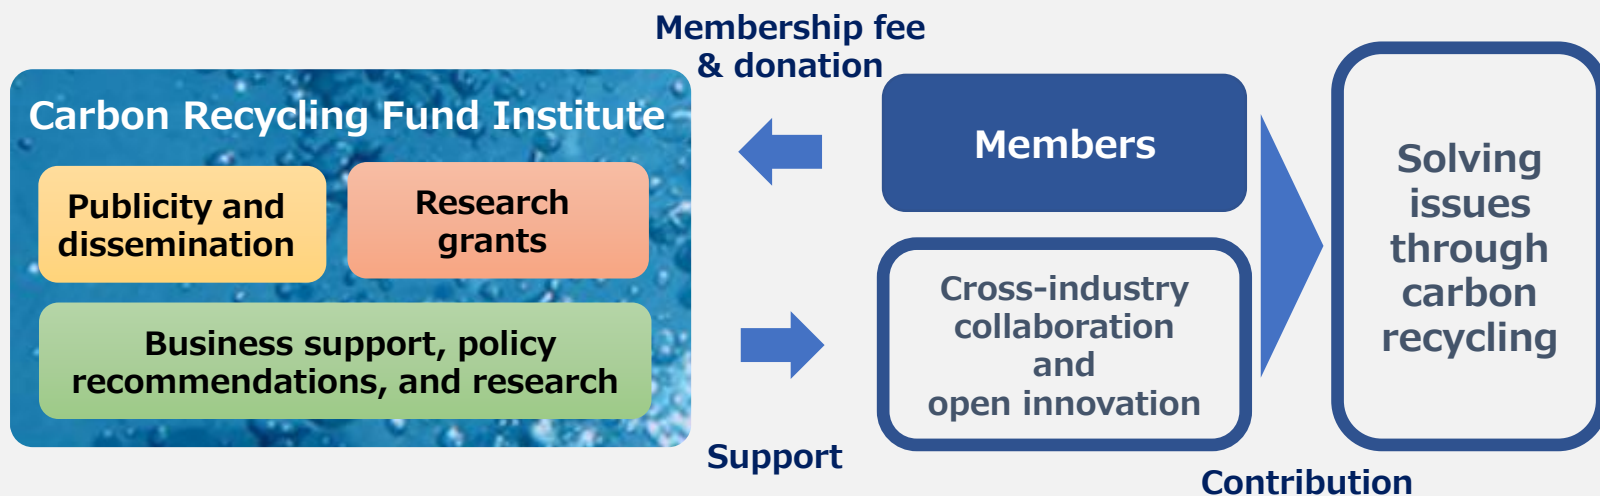 Membership fee
& donation
Carbon Recycling Fund Institute
Publicity and
dissemination
Research
grants
Business support, policy
recommendations, and research
Support
Members
Cross-industry
collaboration
and
open innovation
Contribution
Solving
issues
through
carbon
recycling